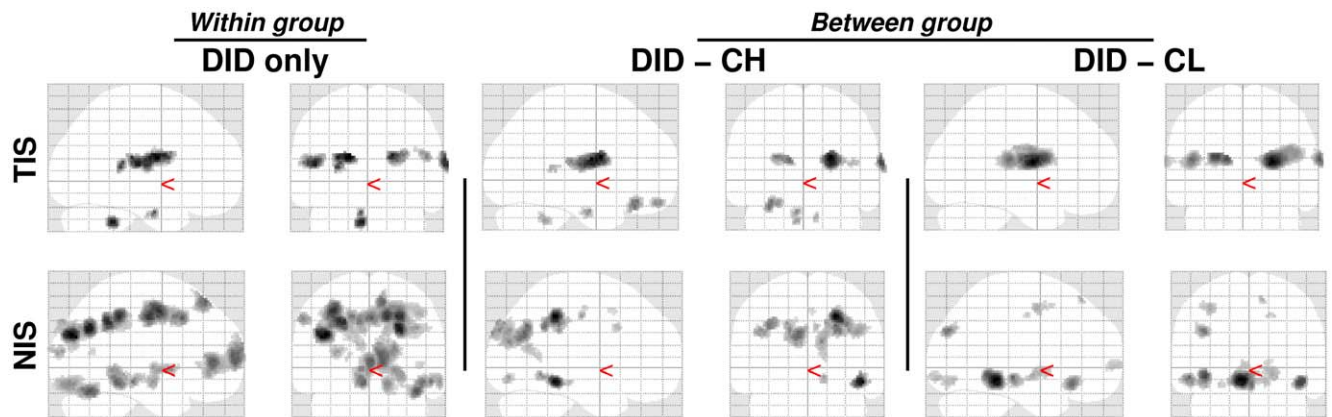 Within group
Between group
DID only
DID – CH
DID – CL
TIS
<
<
<
<
<
<
NIS
<
<
<
<
<
<